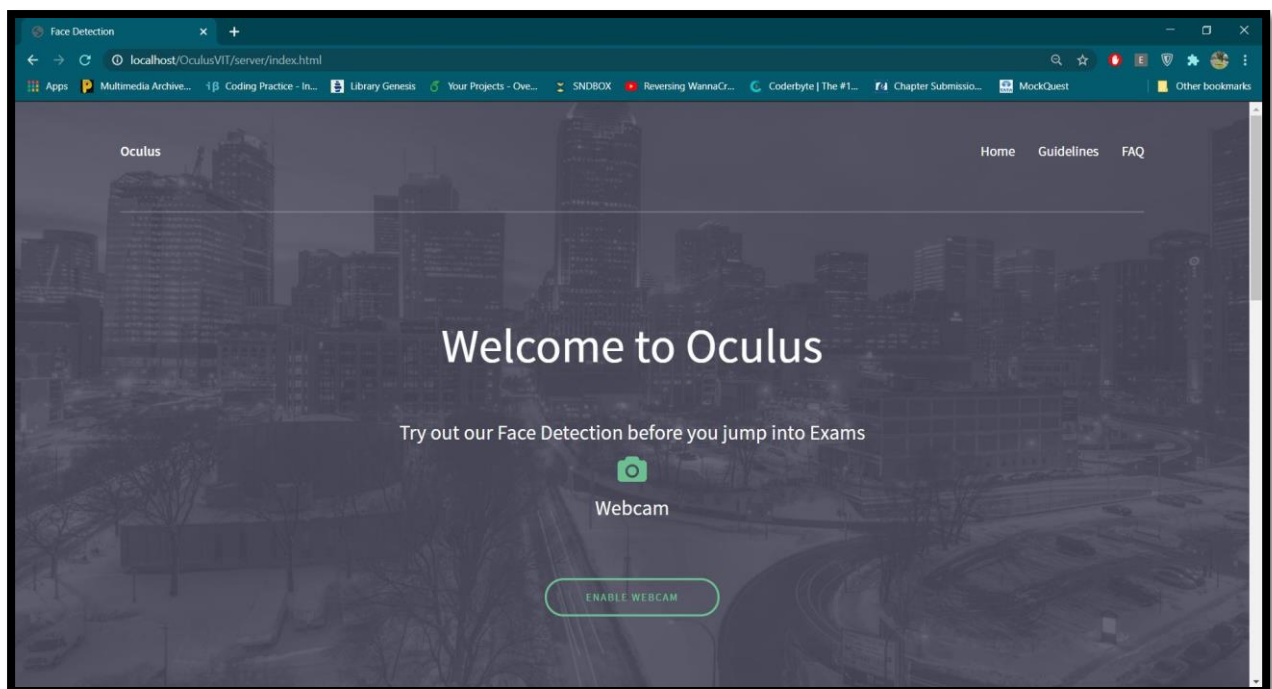 Face Detection
localhost/OculusVIT/server/index.html
Apps Multimedia Archive... Coding Practice - In... Library Genesis Your Projects - Ove... SNDBOX Reversing WannaCr... Coderbyte | The #1... Chapter Submissio... MockQuest Other bookmarks
Oculus Home Guidelines FAQ
Welcome to Oculus
Try out our Face Detection before you jump into Exams
Webcam
ENABLE WEBCAM